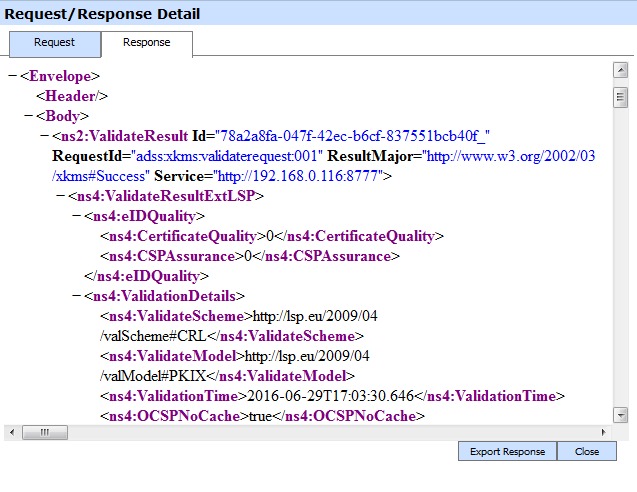 Request/Response Detail
Request
Response
− <Envelope>
<Header/>
− <Body>
− <ns2:ValidateResult Id="78a2a8fa-047f-42ec-b6cf-837551bcb40f_"
RequestId="adss:xkms:validaterequest:001" ResultMajor="http://www.w3.org/2002/03
/xkms#Success" Service="http://192.168.0.116:8777">
− <ns4:ValidateResultExtLSP>
− <ns4:eIDQuality>
<ns4:CertificateQuality>0</ns4:CertificateQuality>
<ns4:CSPAssurance>0</ns4:CSPAssurance>
</ns4:eIDQuality>
− <ns4:ValidationDetails>
<ns4:ValidateScheme>http://lsp.eu/2009/04
/valScheme#CRL</ns4:ValidateScheme>
<ns4:ValidateModel>http://lsp.eu/2009/04
/valModel#PKIX</ns4:ValidateModel>
<ns4:ValidationTime>2016-06-29T17:03:30.646</ns4:ValidationTime>
<ns4:OCSPNoCache>true</ns4:OCSPNoCache>
Export Response
Close